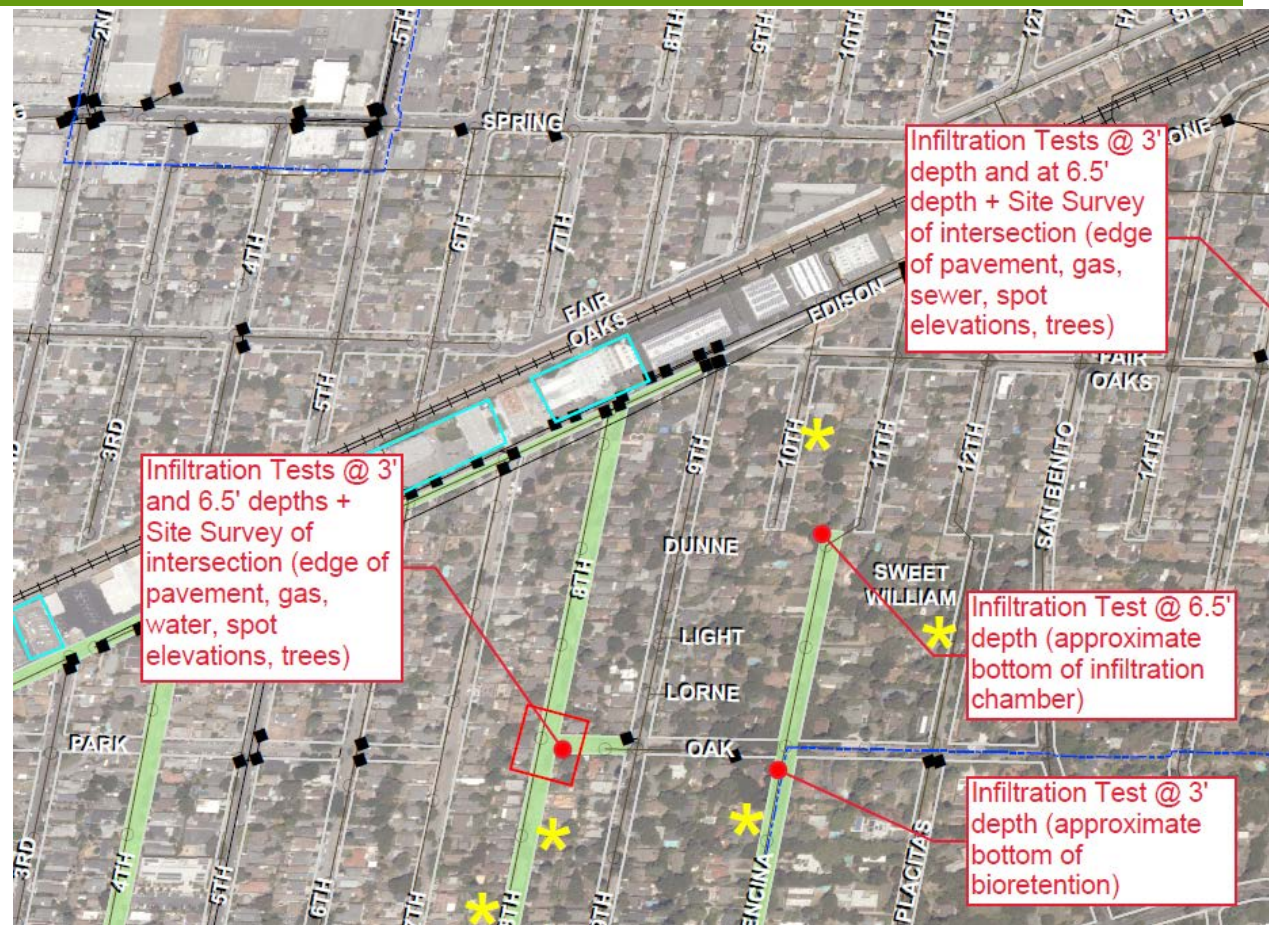 2ND
5TH
8TH
9TH
10TH
11TH
SPRING
Infiltration Tests @ 3'
depth and at 6.5'
depth + Site Survey
of intersection (edge
of pavement, gas,
sewer, spot
elevations, trees)
4TH
6TH
7TH
FAIR
OAKS
EDISON
FAIR
OAKS
3RD
5TH
9TH
10TH
11TH
12TH
SAN BENITO
14TH
Infiltration Tests @ 3'
and 6.5' depths +
Site Survey of
intersection (edge of
pavement, gas,
water, spot
elevations, trees)
8TH
DUNNE
SWEET
WILLIAM
Infiltration Test @ 6.5'
depth (approximate
bottom of infiltration
chamber)
LIGHT
LORNE
PARK
OAK
Infiltration Test @ 3'
depth (approximate
bottom of
bioretention)
3RD
4TH
5TH
6TH
7TH
8TH
9TH
ENCINA
PLACITAS